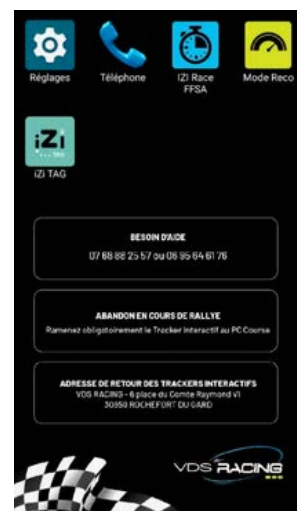 Réglages Téléphone IZI Race Mode Reco
FFSA
iZi
TAG
iZi TAG
BESOIN D'AIDE
07 68 88 25 57 ou 06 95 64 61 76
ABANDON EN COURS DE RALLYE
Ramenez obligatoirement le Tracker Interactif au PC Course
ADRESSE DE RETOUR DES TRACKERS INTERACTIFS
VDS RACING - 6 place du Comte Raymond VI
30650 ROCHEFORT DU GARD
VDS RACING